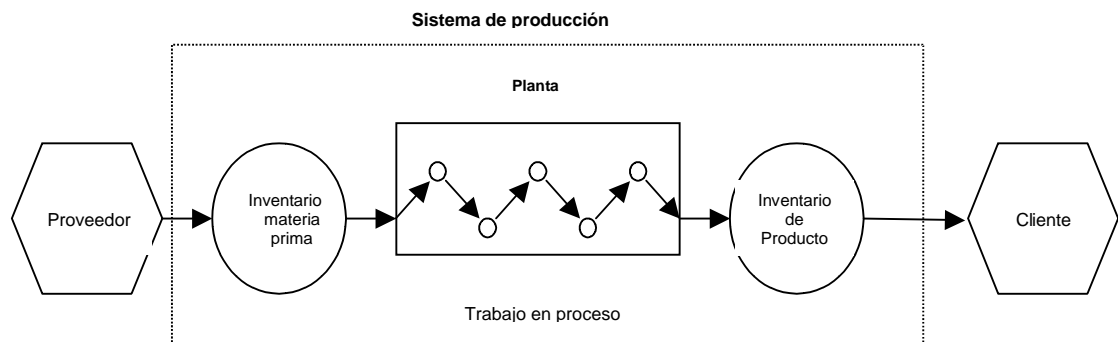 Sistema de producción
Planta
Proveedor
Inventario
materia
prima
Inventario
de
Producto
Cliente
Trabajo en proceso